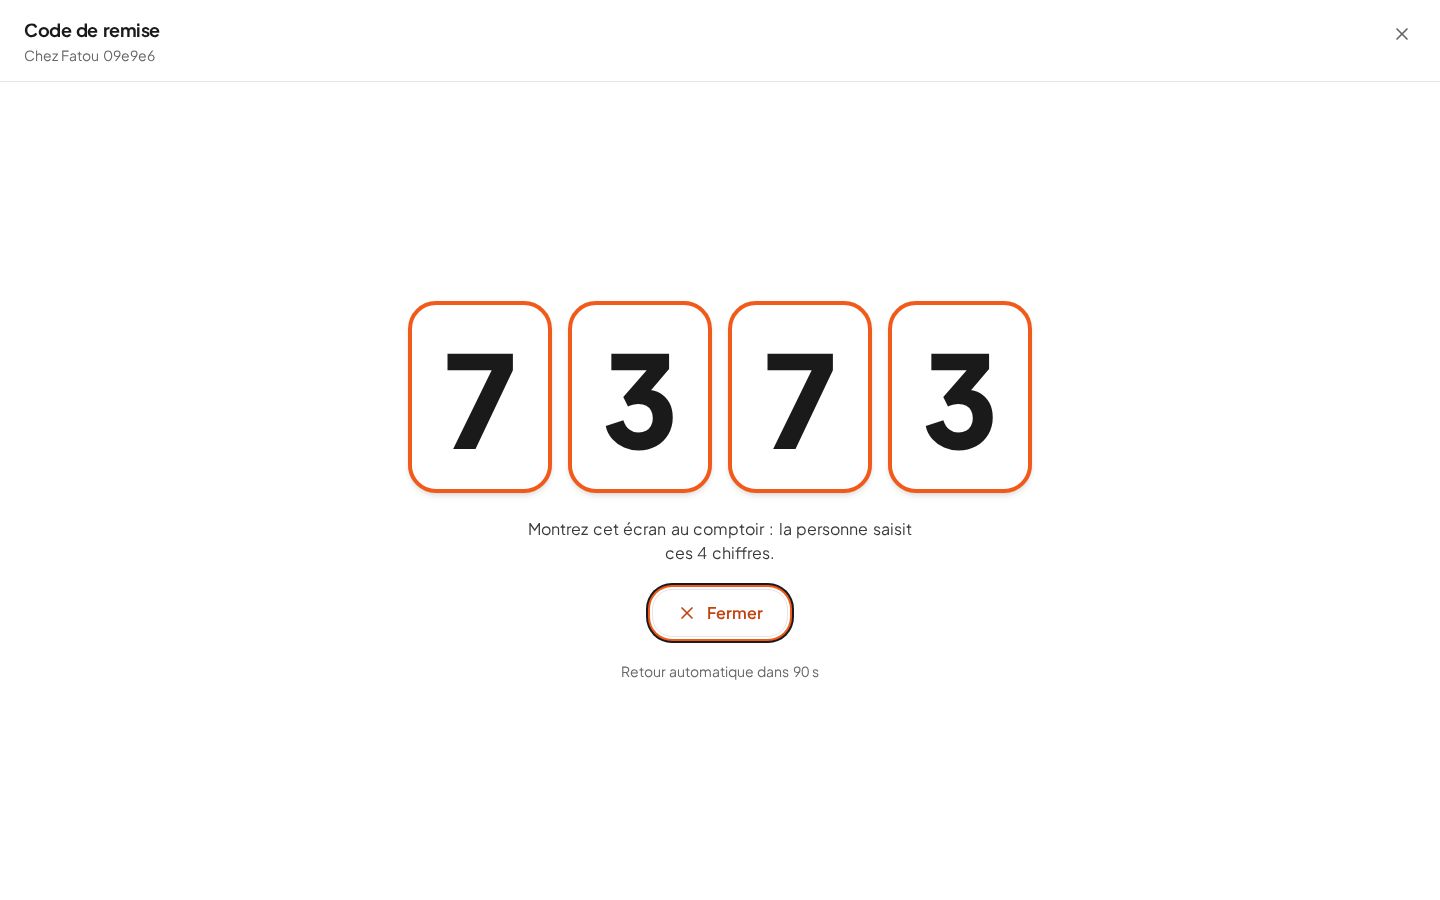 Code de remise
Chez Fatou 09e9e6
7 3 7 3
Montrez cet écran au comptoir : la personne saisit
ces 4 chiffres.
Fermer
Retour automatique dans 90 s